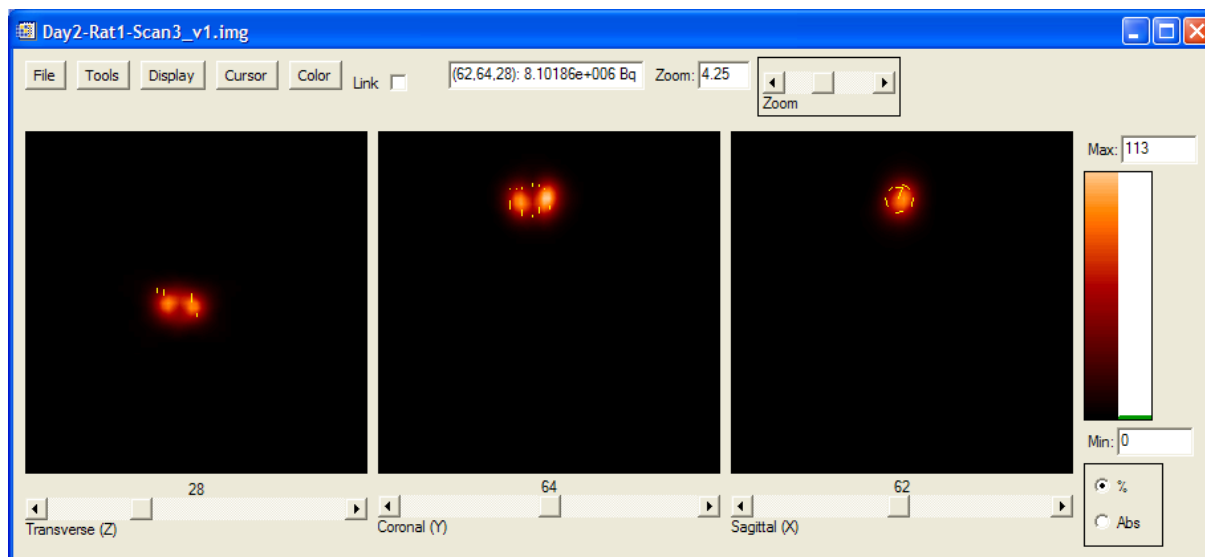 Day2-Rat1-Scan3_v1.img
File Tools Display Cursor Color Link (62,64,28): 8.10186e+006 Bq Zoom: 4.25
Zoom
Max: 113
Min: 0
28 64 62
Transverse (Z) Coronal (Y) Sagittal (X)
%
Abs